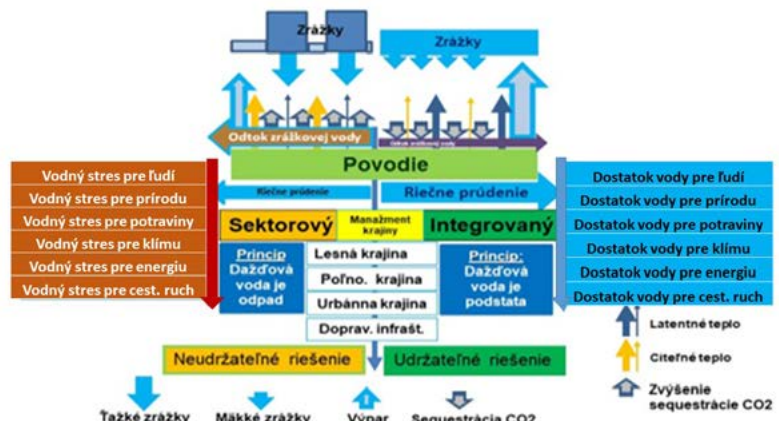 Zrážky
Zrážky
Odtok zrážkovej vody
Odtok zrážkovej vody
Povodie
Riečne prúdenie
Riečne prúdenie
Vodný stres pre ľudí
Vodný stres pre prírodu
Vodný stres pre potraviny
Vodný stres pre klímu
Vodný stres pre energiu
Vodný stres pre cest. ruch
Sektorový
Manažment
krajiny
Integrovaný
Princíp
Dažďová
voda je
odpad
Lesná krajina
Poľno. krajina
Urbánna krajina
Doprav. infrašt.
Princíp:
Dažďová
voda je
podstata
Dostatok vody pre ľudí
Dostatok vody pre prírodu
Dostatok vody pre potraviny
Dostatok vody pre klímu
Dostatok vody pre energiu
Dostatok vody pre cest. ruch
Neudržateľné riešenie
Udržateľné riešenie
Latentné teplo
Citeľné teplo
Zvýšenie
sequestrácie CO2
Ťažké zrážky
Mäkké zrážky
Výpar
Sequestrácia CO2